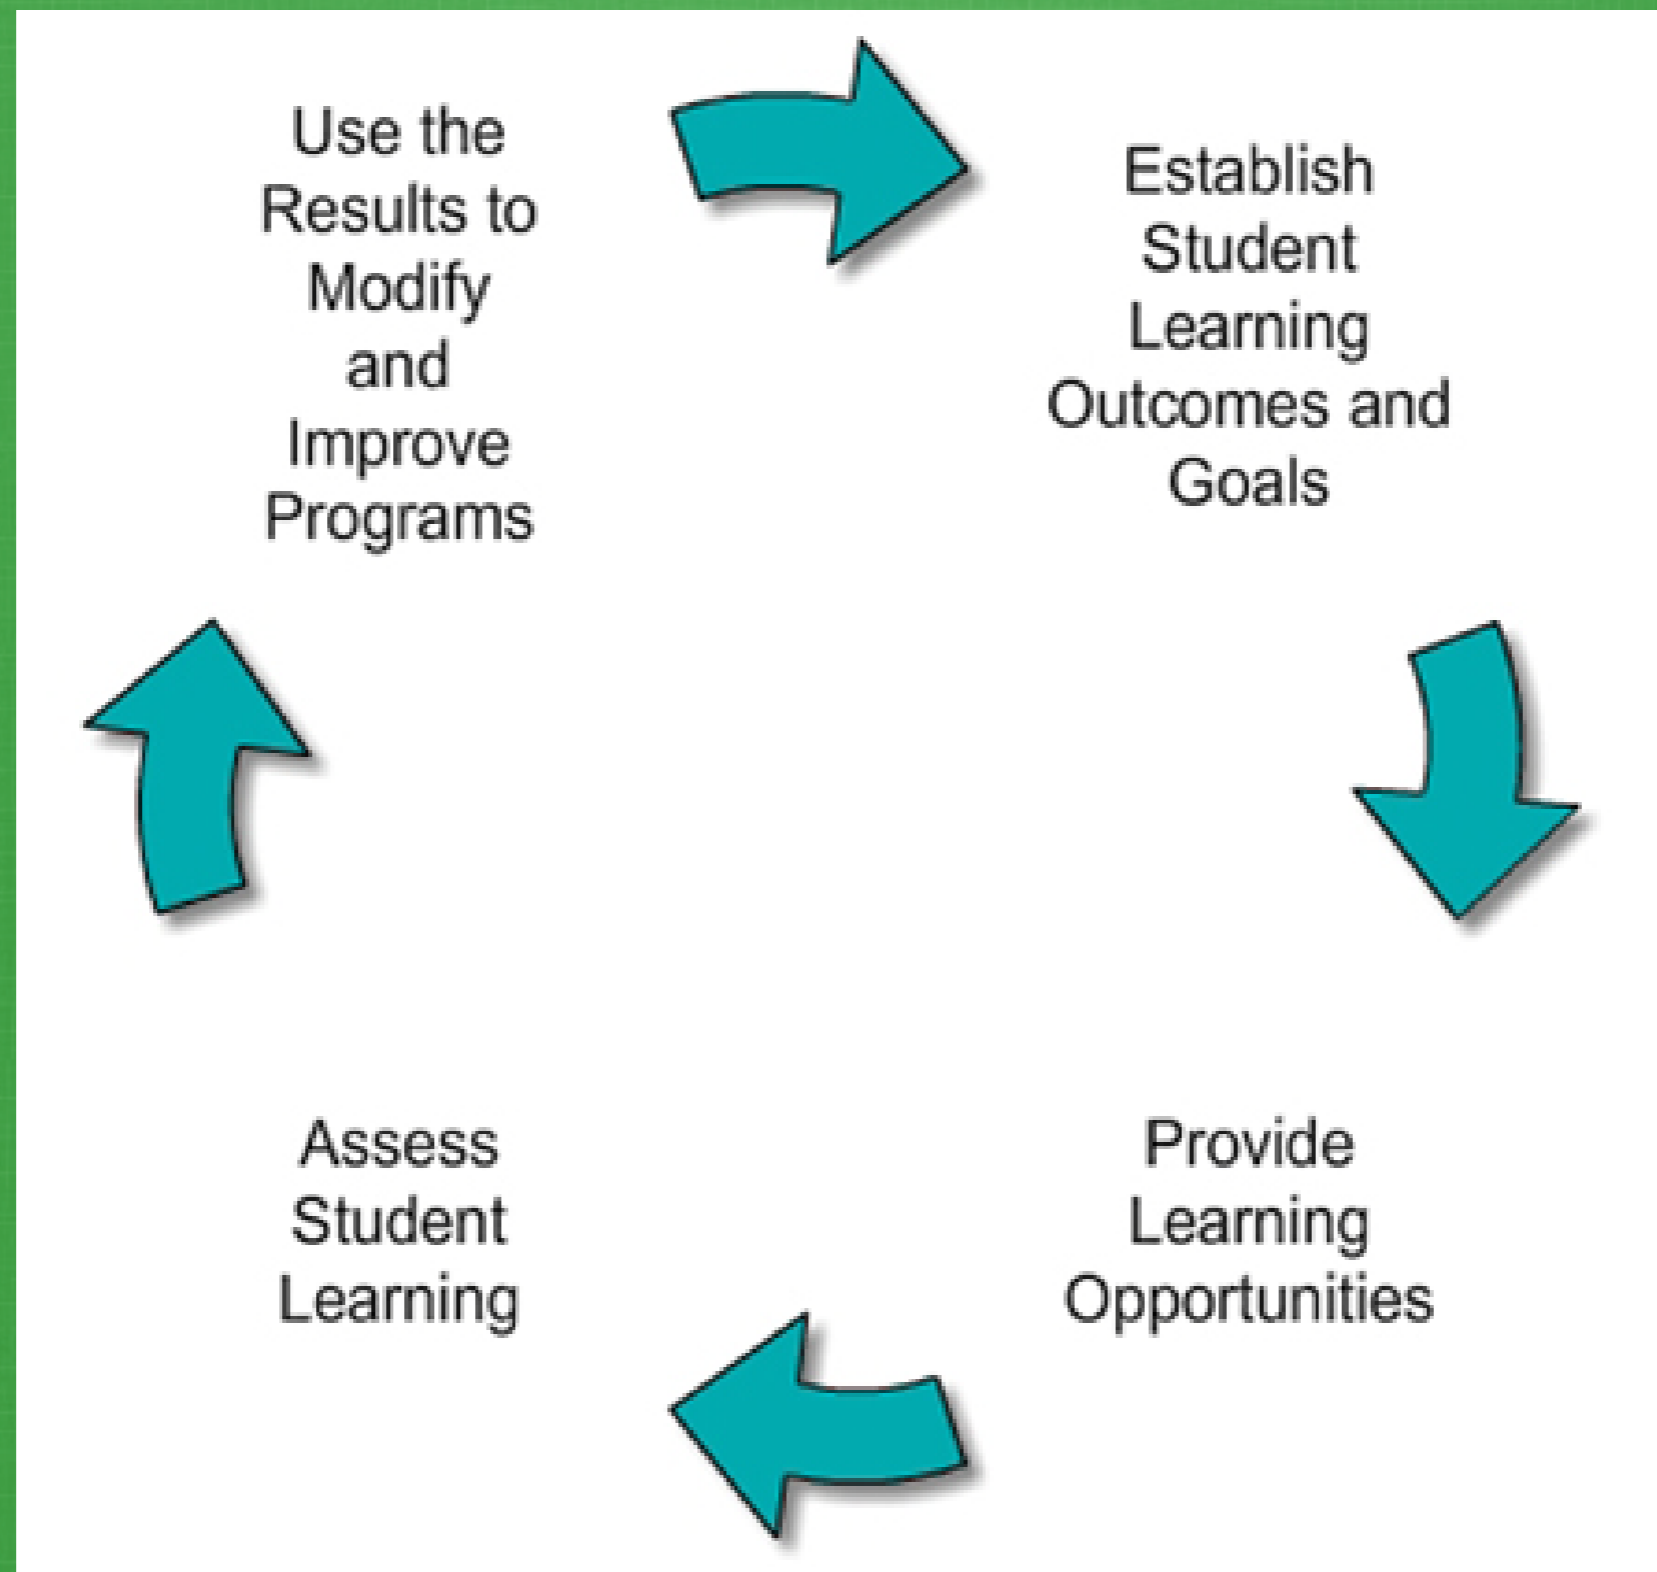 Use the
Results to
Modify
and
Improve
Programs
Establish
Student
Learning
Outcomes and
Goals
Assess
Student
Learning
Provide
Learning
Opportunities